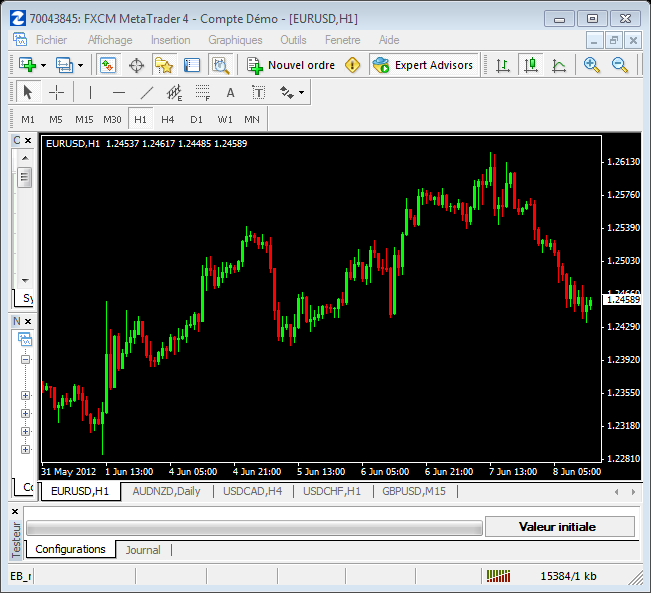 70043845: FXCM MetaTrader 4 - Compte Démo - [EURUSD,H1]
Fichier Affichage Insertion Graphiques Outils Fenetre Aide
Nouvel ordre Expert Advisors
A T
M1 M5 M15 M30 H1 H4 D1 W1 MN
C
EURUSD,H1 1.24537 1.24617 1.24485 1.24589
1.26130
1.25760
1.25390
1.25030
1.24660
1.24589
1.24290
1.23920
1.23550
1.23180
1.22810
Sy
N
Co
31 May 2012 1 Jun 13:00 4 Jun 05:00 4 Jun 21:00 5 Jun 13:00 6 Jun 05:00 6 Jun 21:00 7 Jun 13:00 8 Jun 05:00
EURUSD,H1 AUDNZD,Daily USDCAD,H4 USDCHF,H1 GBPUSD,M15
Testeur
Valeur initiale
Configurations Journal
EB_r 15384/1 kb